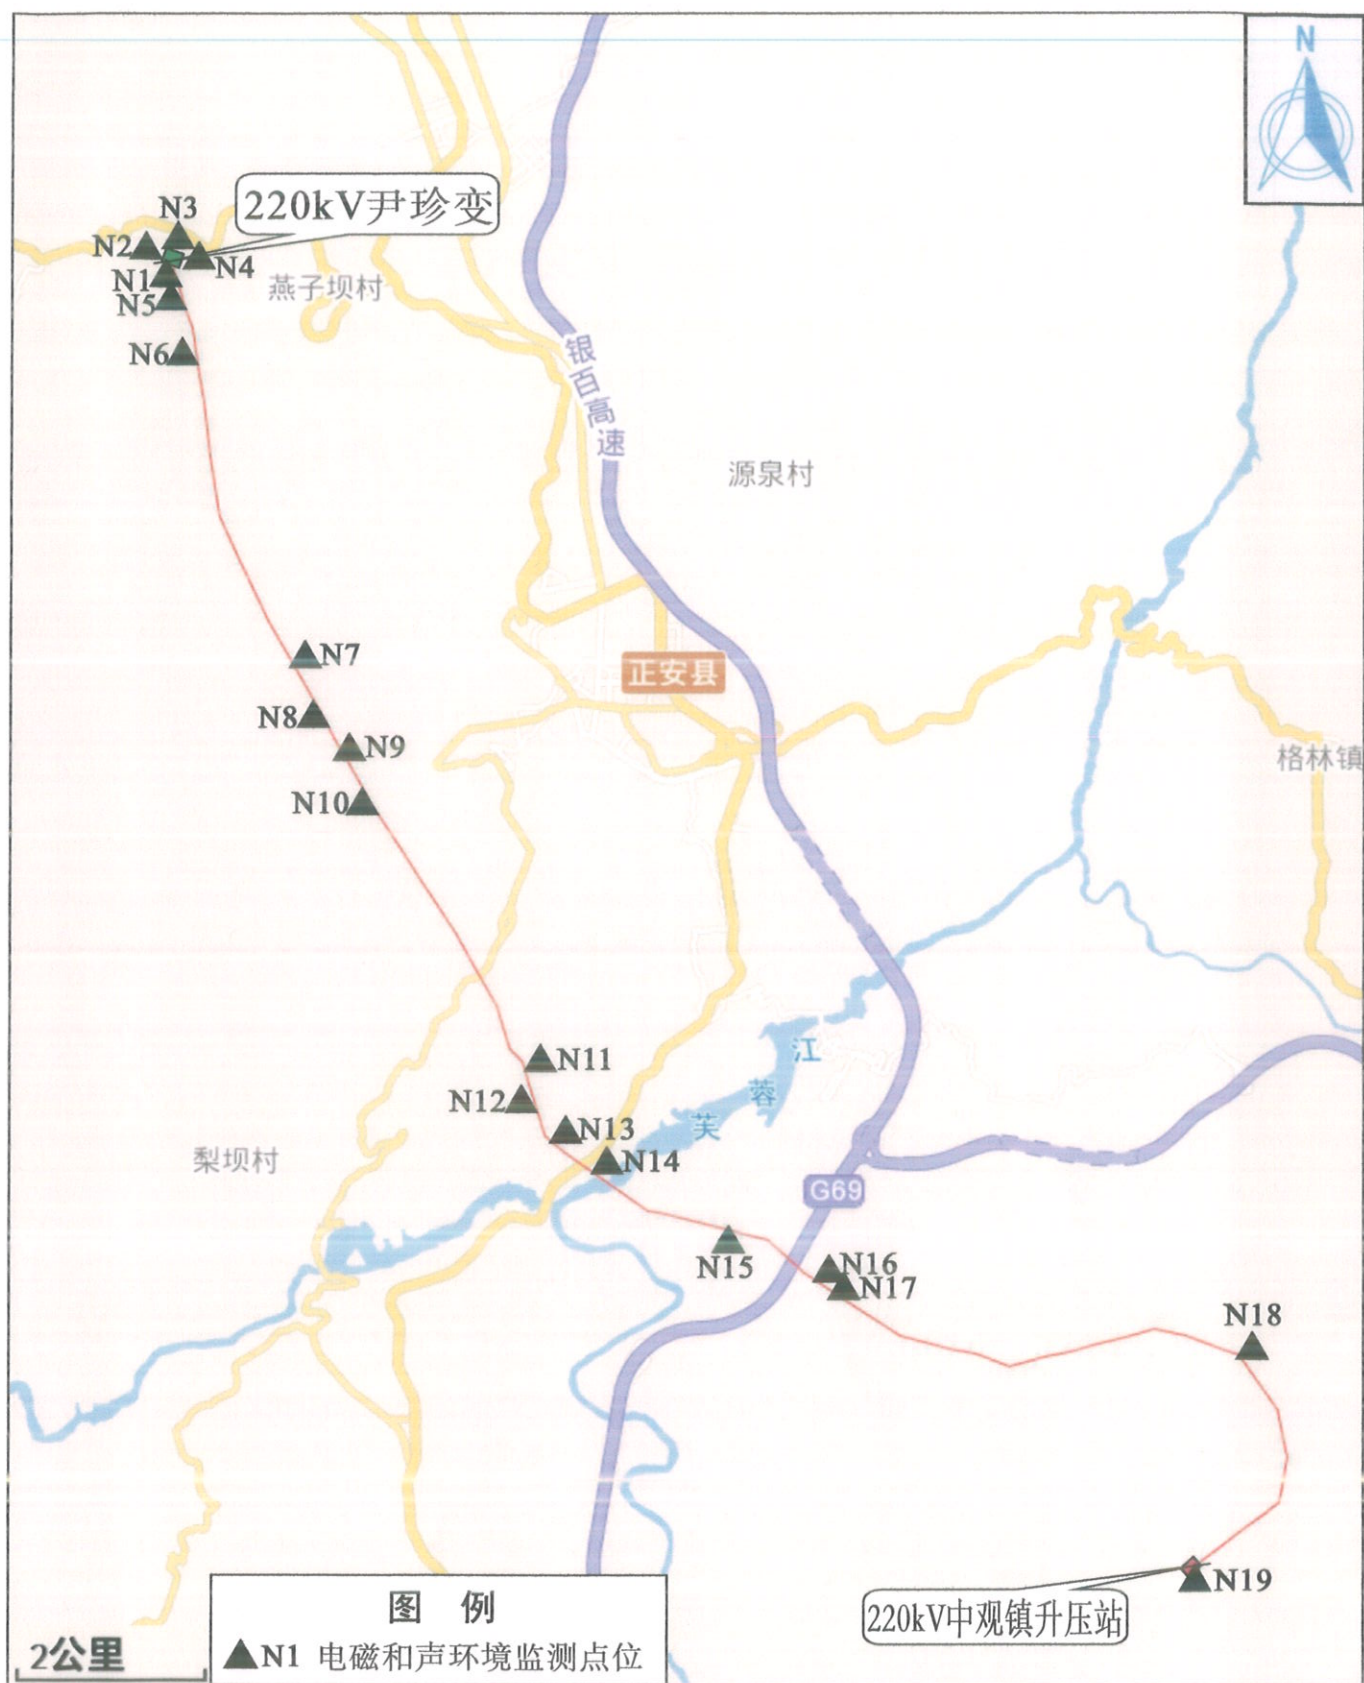 N
N3
220kV尹珍变
N2
N4
N1
燕子坝村
N5
N6
银百高速
源泉村
N7
正安县
N8
N9
格林镇
N10
江
N11
蓉
N12
芙
N13
梨坝村
N14
G69
N15
N16
N17
N18
N19
220kV中观镇升压站
图 例
N1 电磁和声环境监测点位
2公里